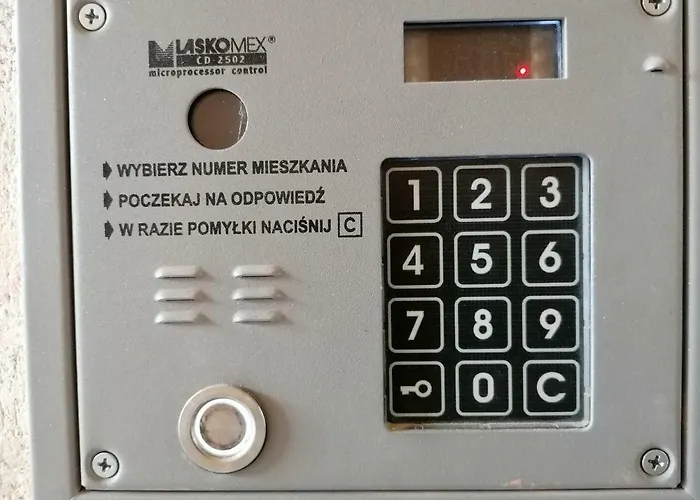 LASKOMEX®
CD-2502
microprocessor control
WYBIERZ NUMER MIESZKANIA
POCZEKAJ NA ODPOWIEDŹ
W RAZIE POMYŁKI NACIŚNIJ C
1 2 3
4 5 6
7 8 9
0 C